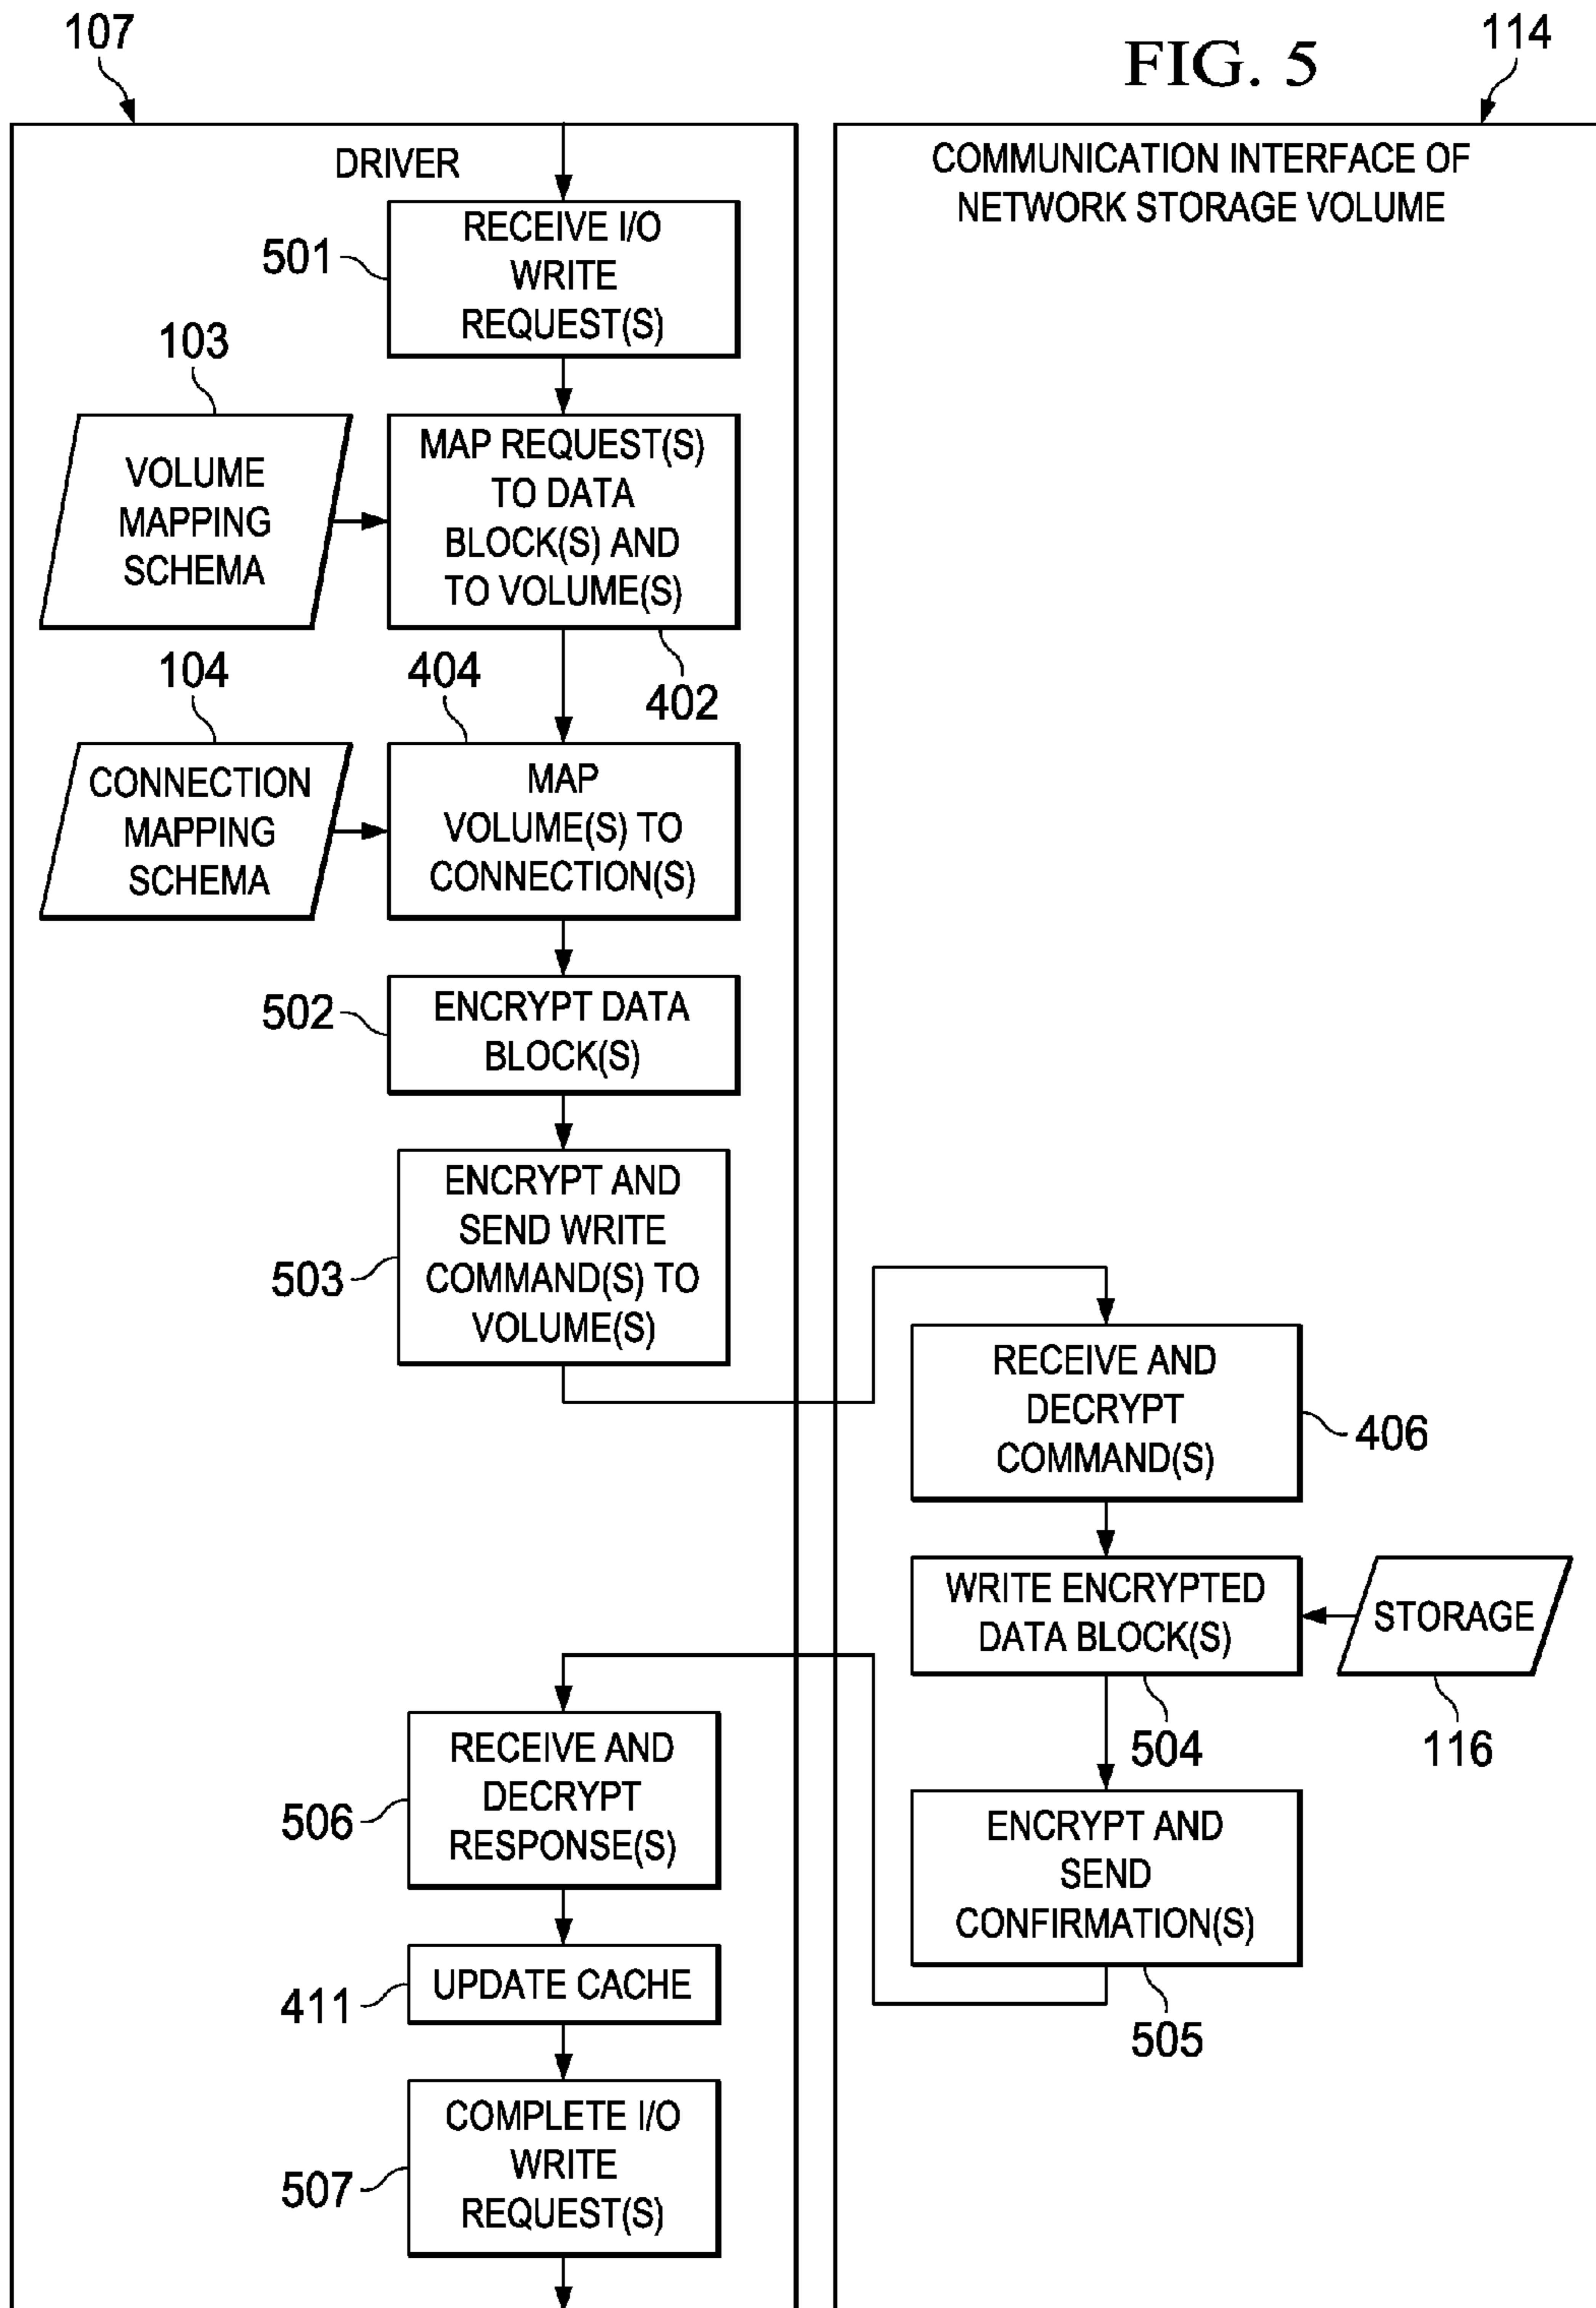 107
FIG. 5
114
DRIVER
COMMUNICATION INTERFACE OF
NETWORK STORAGE VOLUME
501
RECEIVE I/O
WRITE
REQUEST(S)
103
VOLUME
MAPPING
SCHEMA
MAP REQUEST(S)
TO DATA
BLOCK(S) AND
TO VOLUME(S)
402
104
404
CONNECTION
MAPPING
SCHEMA
MAP
VOLUME(S) TO
CONNECTION(S)
502
ENCRYPT DATA
BLOCK(S)
503
ENCRYPT AND
SEND WRITE
COMMAND(S) TO
VOLUME(S)
RECEIVE AND
DECRYPT
COMMAND(S)
406
WRITE ENCRYPTED
DATA BLOCK(S)
STORAGE
504
116
506
RECEIVE AND
DECRYPT
RESPONSE(S)
ENCRYPT AND
SEND
CONFIRMATION(S)
505
411
UPDATE CACHE
507
COMPLETE I/O
WRITE
REQUEST(S)